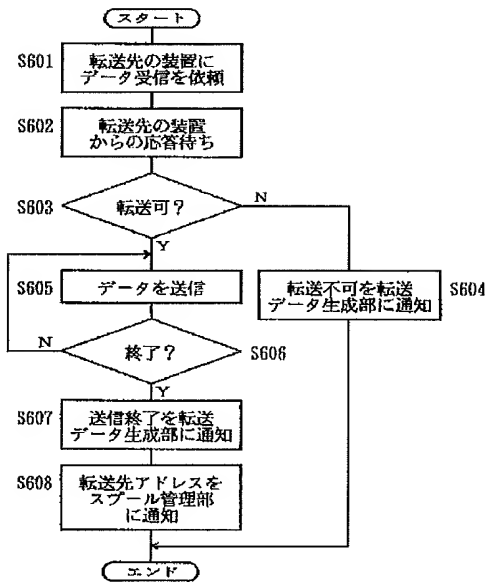 スタート
S601
転送先の装置に
データ受信を依頼
S602
転送先の装置
からの応答待ち
S603
転送可?
N
Y
S605
データを送信
転送不可を転送
データ生成部に通知
S604
N
終了?
S606
Y
S607
送信終了を転送
データ生成部に通知
S608
転送先アドレスを
スプール管理部
に通知
エンド